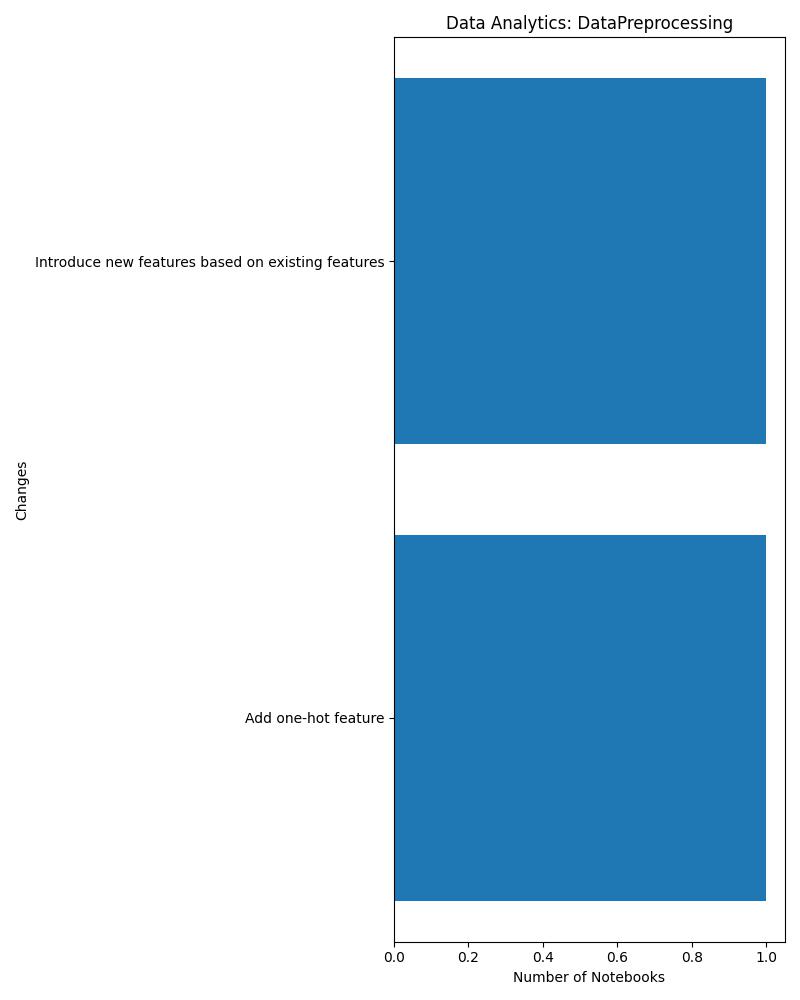 Data Analytics: DataPreprocessing
Introduce new features based on existing features
Changes
Add one-hot feature
0.0 0.2 0.4 0.6 0.8 1.0
Number of Notebooks